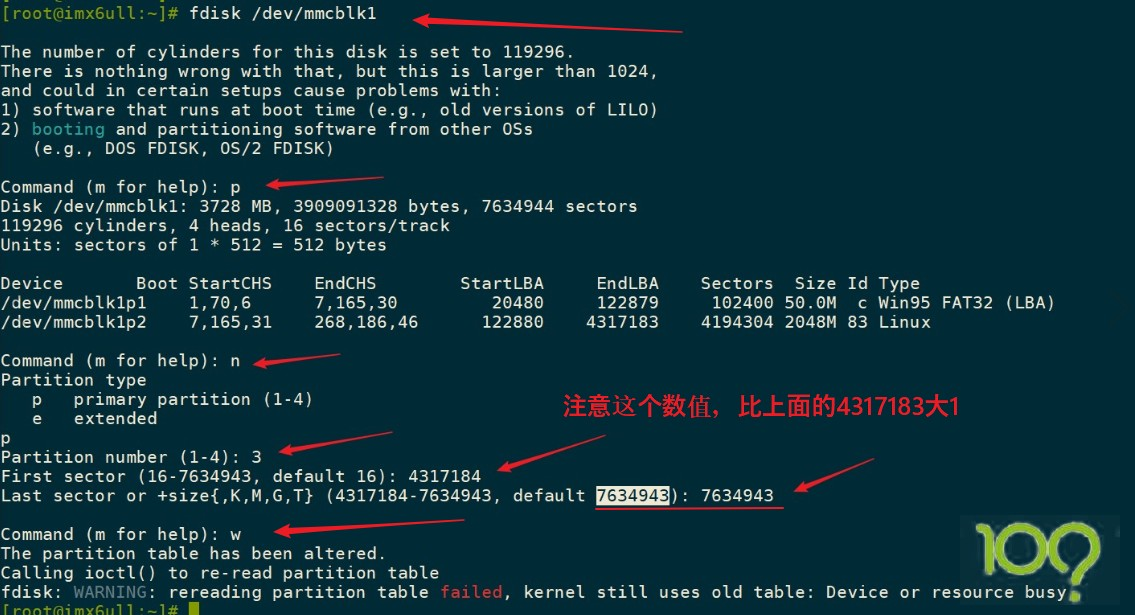 [root@imx6ull:~]# fdisk /dev/mmcblk1
The number of cylinders for this disk is set to 119296.
There is nothing wrong with that, but this is larger than 1024,
and could in certain setups cause problems with:
1) software that runs at boot time (e.g., old versions of LILO)
2) booting and partitioning software from other OSs
   (e.g., DOS FDISK, OS/2 FDISK)
Command (m for help): p
Disk /dev/mmcblk1: 3728 MB, 3909091328 bytes, 7634944 sectors
119296 cylinders, 4 heads, 16 sectors/track
Units: sectors of 1 * 512 = 512 bytes
Device       Boot StartCHS    EndCHS        StartLBA     EndLBA    Sectors  Size Id Type
/dev/mmcblk1p1    1,70,6      7,165,30         20480     122879     102400 50.0M  c Win95 FAT32 (LBA)
/dev/mmcblk1p2    7,165,31    268,186,46      122880    4317183    4194304 2048M 83 Linux
Command (m for help): n
Partition type
   p   primary partition (1-4)
   e   extended
注意这个数值，比上面的4317183大1
p
Partition number (1-4): 3
First sector (16-7634943, default 16): 4317184
Last sector or +size{,K,M,G,T} (4317184-7634943, default 7634943): 7634943
Command (m for help): w
The partition table has been altered.
Calling ioctl() to re-read partition table
fdisk: WARNING: rereading partition table failed, kernel still uses old table: Device or resource busy
[root@imx6ull:~]#
100?